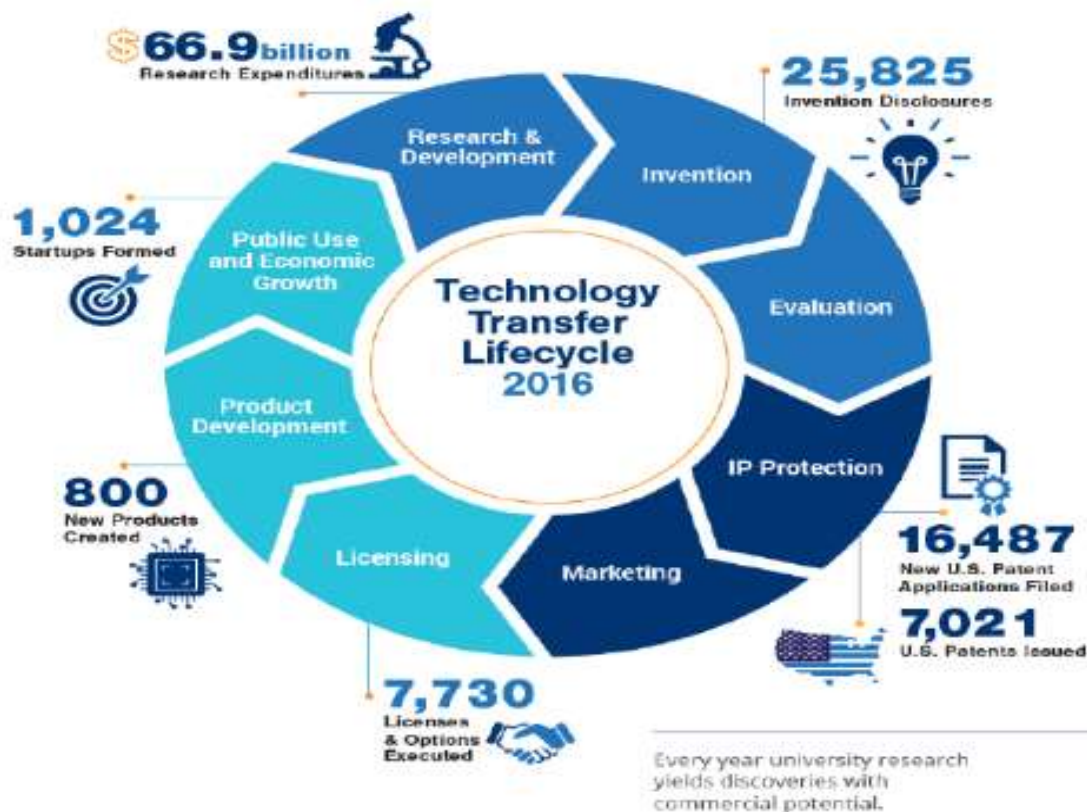 $66.9 billion
Research Expenditures
25,825
Invention Disclosures
Research &
Development
Invention
1,024
Startups Formed
Public Use
and Economic
Growth
Technology
Transfer
Lifecycle
2016
Evaluation
Product
Development
IP Protection
800
New Products
Created
Licensing
Marketing
16,487
New U.S. Patent
Applications Filed
7,021
U.S. Patents Issued
7,730
Licenses
& Options
Executed
Every year university research
yields discoveries with
commercial potential.